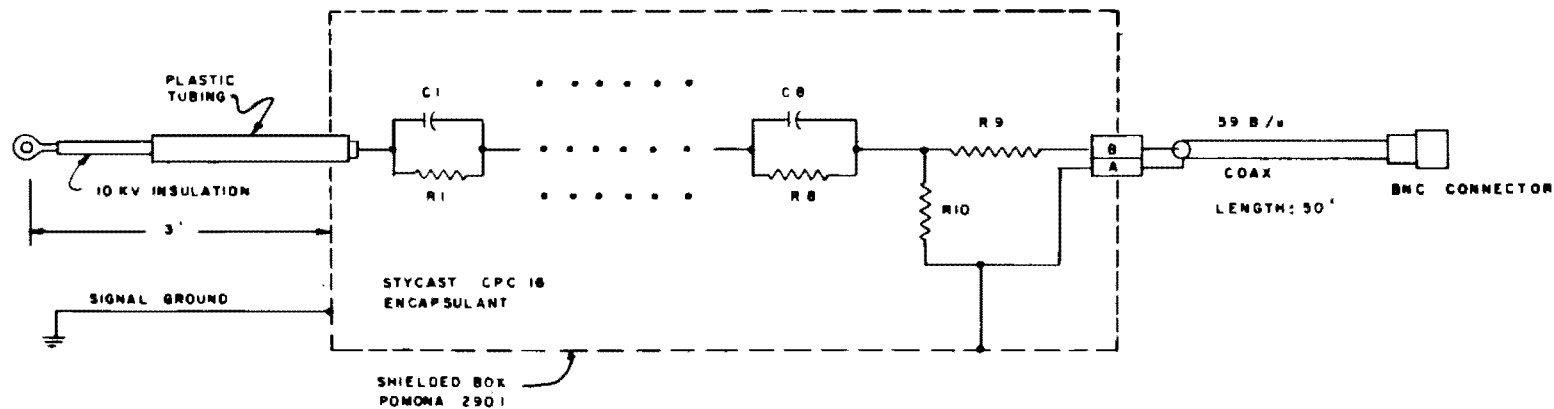 PLASTIC
TUBING
10 KV INSULATION
3'
SIGNAL GROUND
C1
R1
C8
R8
R9
R10
B
A
STYCAST CPC 16
ENCAPSULANT
SHIELDED BOX
POMONA 2901
59 B/u
COAX
LENGTH: 50'
BNC CONNECTOR